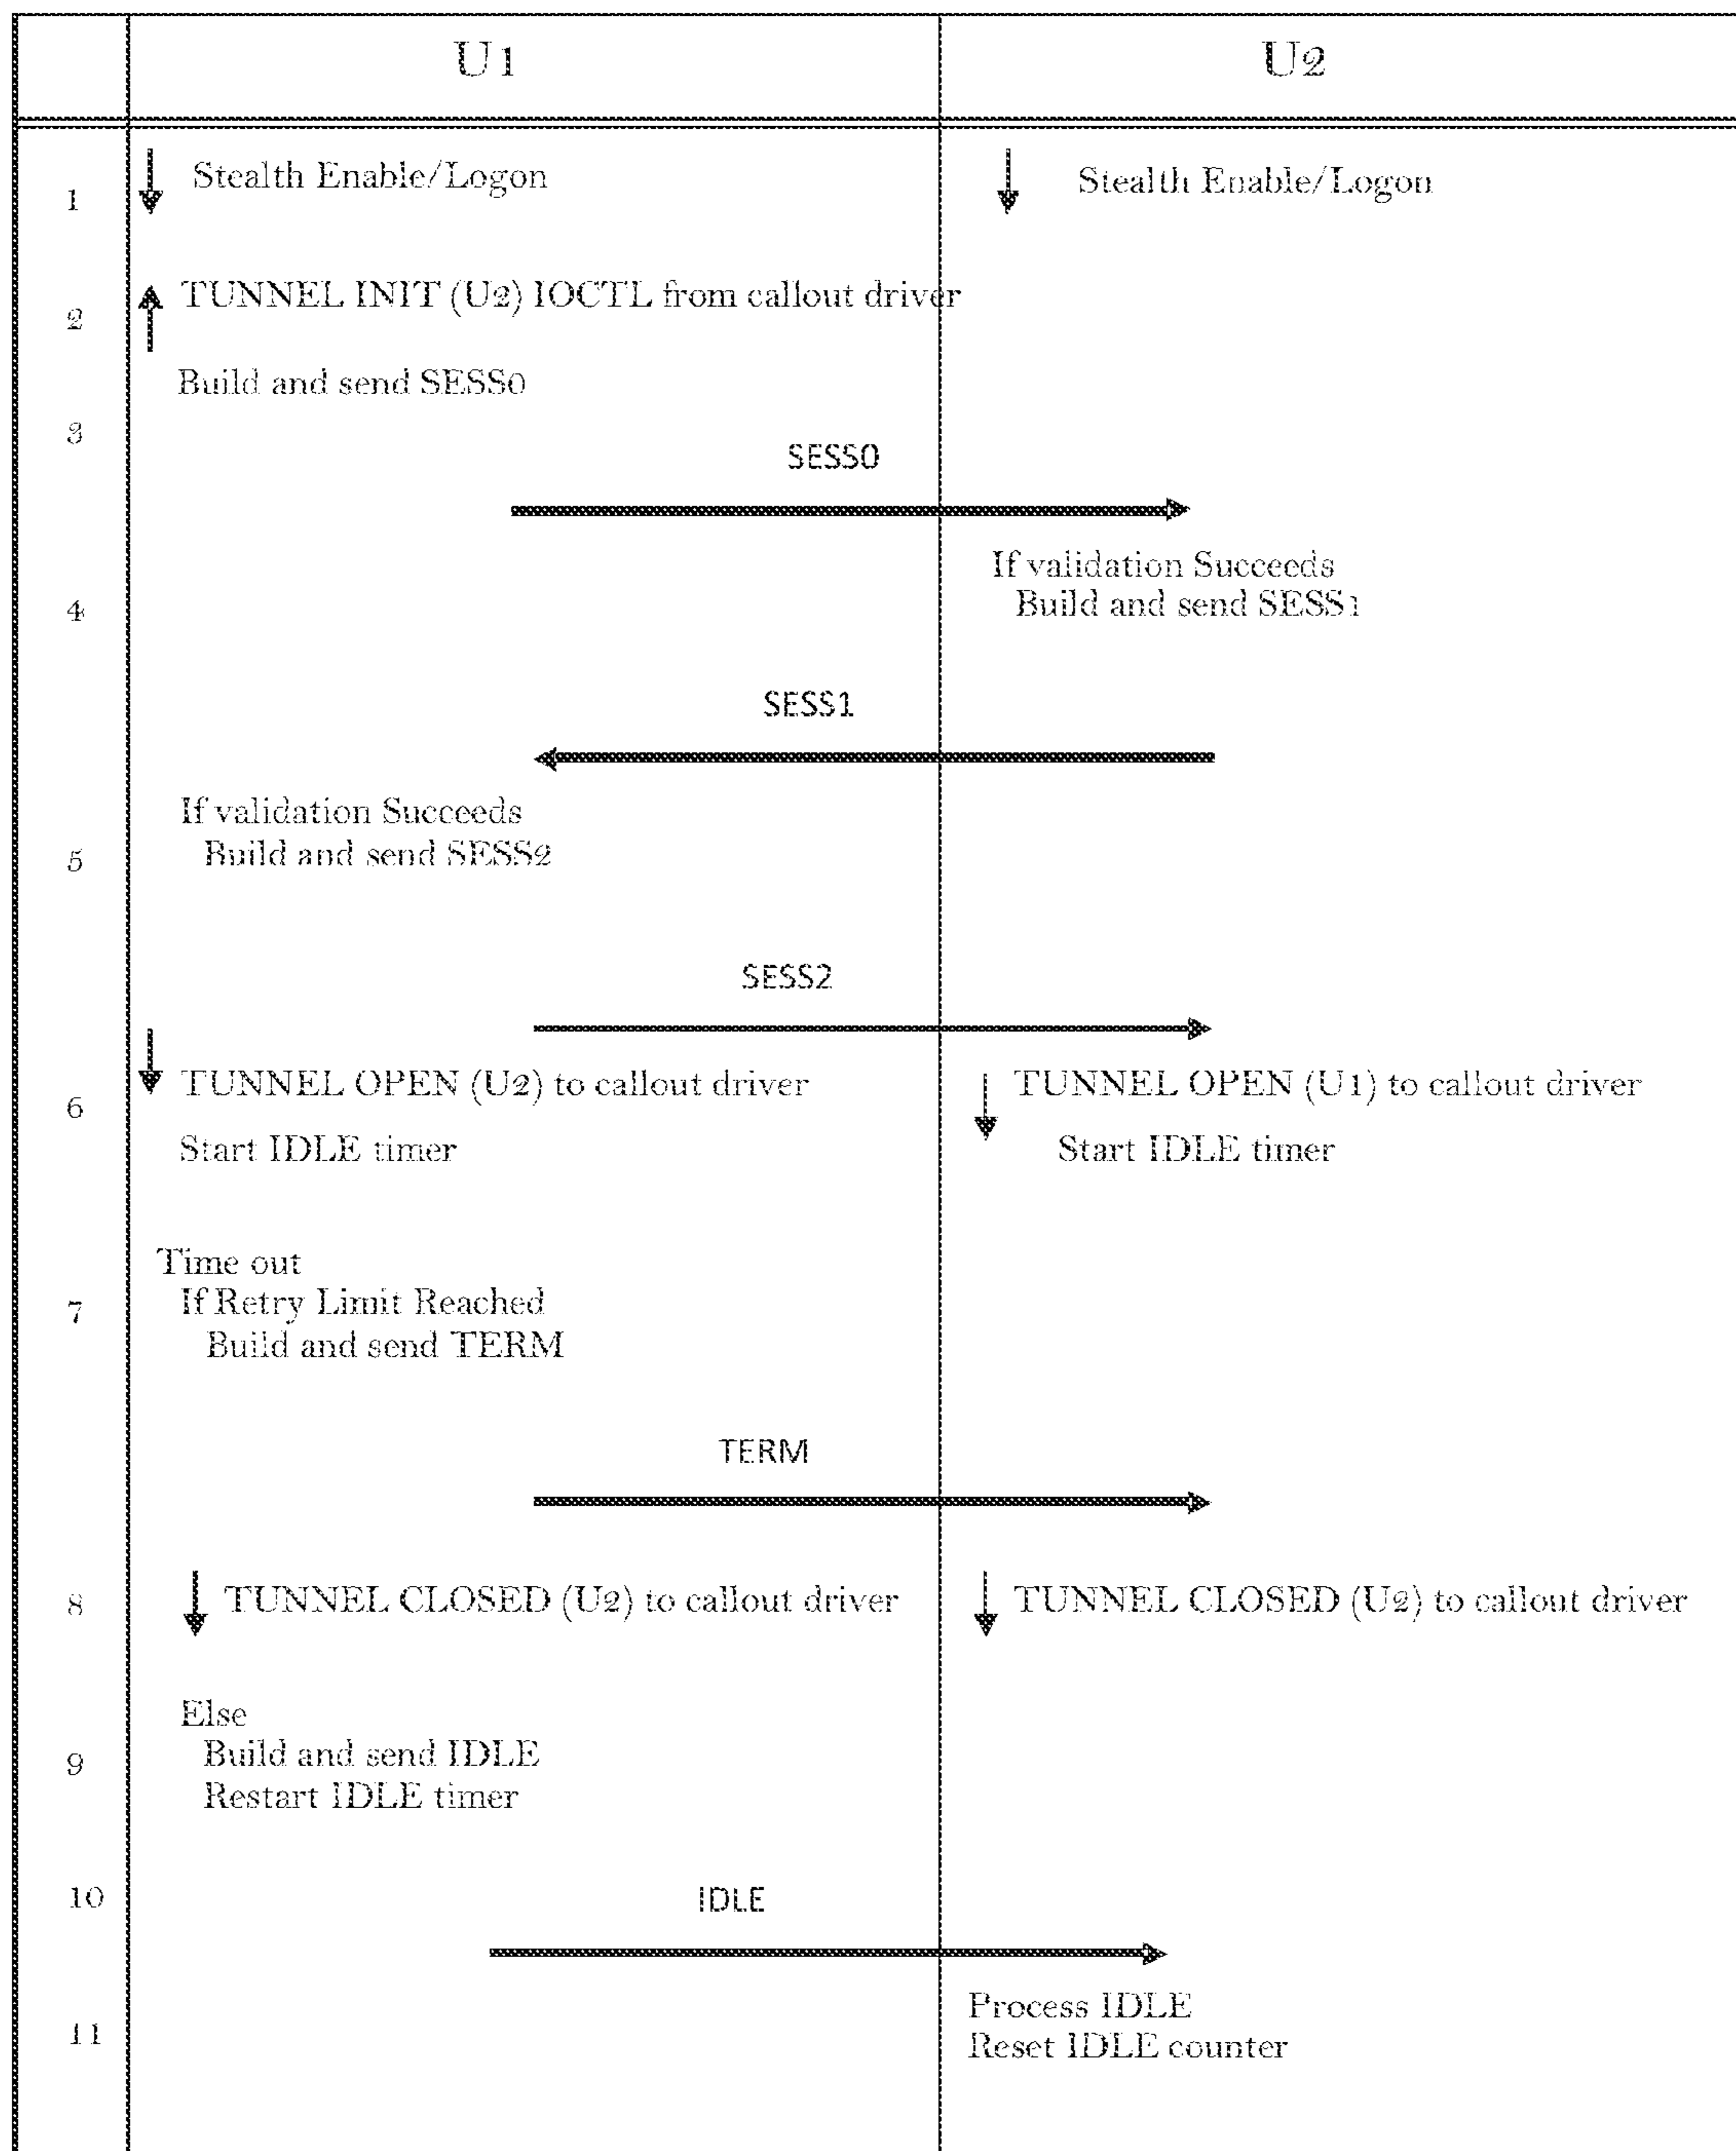 U1 U2
1 Stealth Enable/Logon Stealth Enable/Logon
2 TUNNEL INIT (U2) IOCTL from callout driver
Build and send SESS0
3
SESS0
If validation Succeeds
4 Build and send SESS1
SESS1
If validation Succeeds
5 Build and send SESS2
SESS2
6 TUNNEL OPEN (U2) to callout driver TUNNEL OPEN (U1) to callout driver
Start IDLE timer Start IDLE timer
Time out
7 If Retry Limit Reached
Build and send TERM
TERM
8 TUNNEL CLOSED (U2) to callout driver TUNNEL CLOSED (U2) to callout driver
Else
9 Build and send IDLE
Restart IDLE timer
10 IDLE
Process IDLE
11 Reset IDLE counter